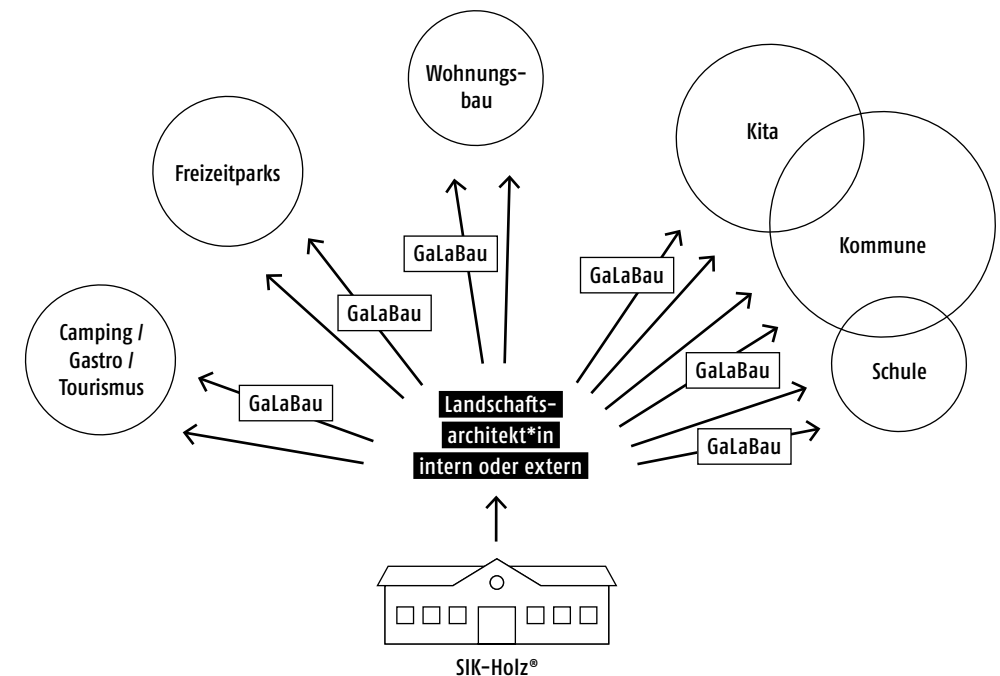 Wohnungs-
bau
Kita
Freizeitparks
Kommune
GaLaBau
GaLaBau
GaLaBau
Camping /
Gastro /
Tourismus
GaLaBau
Schule
GaLaBau
Landschafts-
architekt*in
intern oder extern
GaLaBau
SIK-Holz®